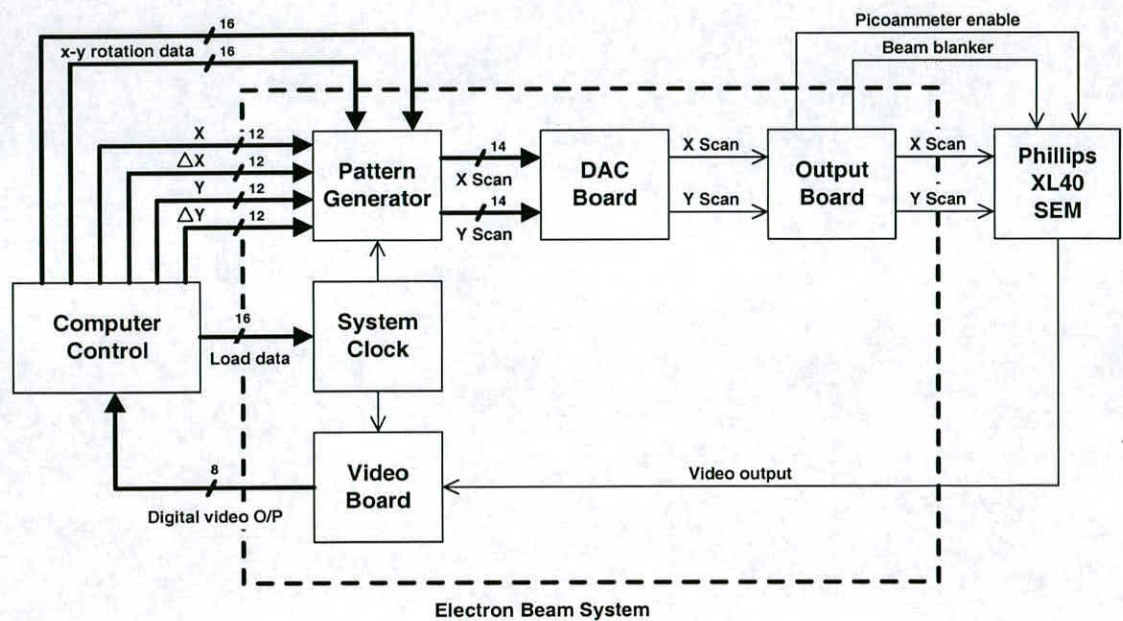 16
x-y rotation data
16
Picoammeter enable
Beam blanker
X
12
△X
12
Y
12
△Y
12
Pattern
Generator
14
X Scan
14
Y Scan
DAC
Board
X Scan
Y Scan
Output
Board
X Scan
Y Scan
Phillips
XL40
SEM
Computer
Control
16
Load data
System
Clock
8
Digital video O/P
Video
Board
Video output
Electron Beam System